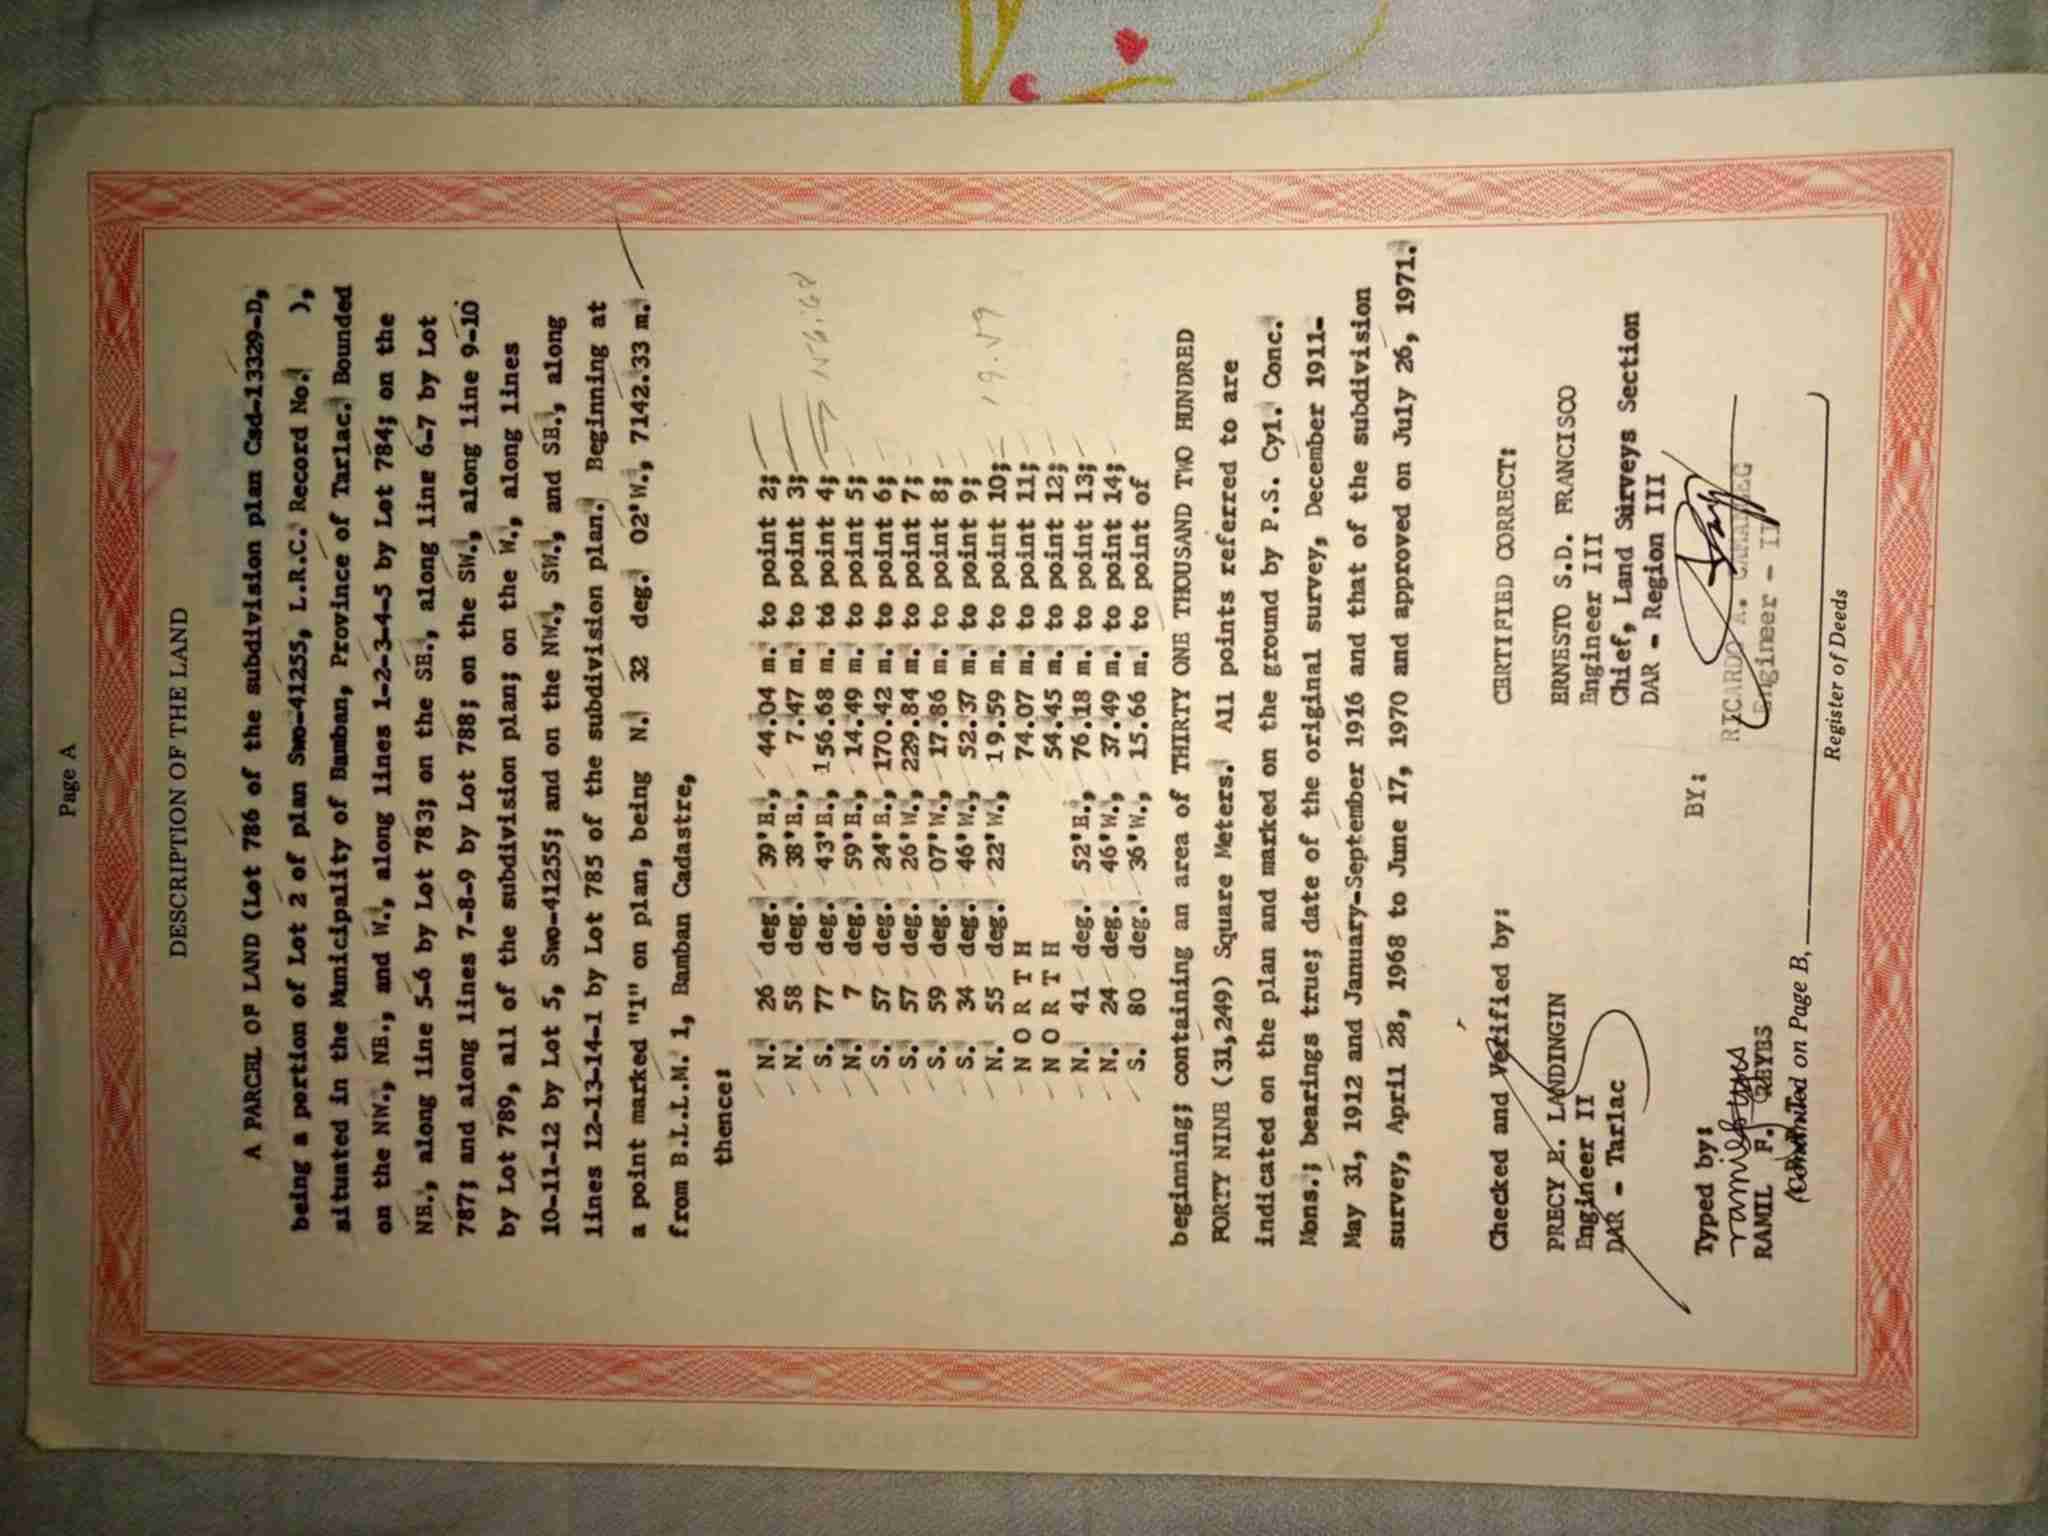 Page A
DESCRIPTION OF THE LAND
A PARCEL OF LAND (Lot 786 of the subdivision plan Csd-13329-D,
being a portion of Lot 2 of plan Swo-41255, L.R.C. Record No. ),
situated in the Municipality of Bamban, Province of Tarlac. Bounded
on the NW., NE., and W., along lines 1-2-3-4-5 by Lot 784; on the
NE., along line 5-6 by Lot 783; on the SE., along line 6-7 by Lot
787; and along lines 7-8-9 by Lot 788; on the SW., along line 9-10
by Lot 789, all of the subdivision plan; on the W., along lines
10-11-12 by Lot 5, Swo-41255; and on the NW., SW., and SE., along
lines 12-13-14-1 by Lot 785 of the subdivision plan. Beginning at
a point marked "1" on plan, being N. 32 deg. 02'W., 7142.33 m.
from B.L.L.M. 1, Bamban Cadastre,
thence:
N. 26 deg. 39'E., 44.04 m. to point 2;
N. 58 deg. 38'E., 7.47 m. to point 3;
S. 77 deg. 43'E., 156.68 m. to point 4; 156.68
N. 7 deg. 59'E., 14.49 m. to point 5;
S. 57 deg. 24'E., 170.42 m. to point 6;
S. 57 deg. 26'W., 229.84 m. to point 7;
S. 59 deg. 07'W., 17.86 m. to point 8;
S. 34 deg. 46'W., 52.37 m. to point 9;
N. 55 deg. 22'W., 19.59 m. to point 10; 19.59
N O R T H 74.07 m. to point 11;
N O R T H 54.45 m. to point 12;
N. 41 deg. 52'E., 76.18 m. to point 13;
N. 24 deg. 46'W., 37.49 m. to point 14;
S. 80 deg. 36'W., 15.66 m. to point of
beginning; containing an area of THIRTY ONE THOUSAND TWO HUNDRED
FORTY NINE (31,249) Square Meters. All points referred to are
indicated on the plan and marked on the ground by P.S. Cyl. Conc.
Mons.; bearings true; date of the original survey, December 1911-
May 31, 1912 and January-September 1916 and that of the subdivision
survey, April 28, 1968 to June 17, 1970 and approved on July 26, 1971.
Checked and Verified by:
PRECY E. LANDINGIN
Engineer II
DAR - Tarlac
CERTIFIED CORRECT:
ERNESTO S.D. FRANCISCO
Engineer III
Chief, Land Surveys Section
DAR - Region III
BY:
RICARDO A.
Engineer - II
Typed by:
RAMIL F. REYES
(Continued on Page B,
Register of Deeds
)